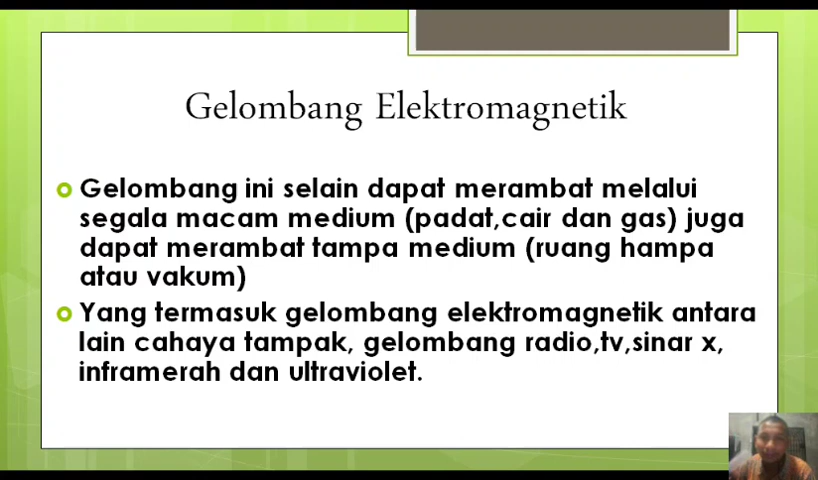 Gelombang Elektromagnetik
Gelombang ini selain dapat merambat melalui
segala macam medium (padat,cair dan gas) juga
dapat merambat tampa medium (ruang hampa
atau vakum)
Yang termasuk gelombang elektromagnetik antara
lain cahaya tampak, gelombang radio,tv,sinar x,
inframerah dan ultraviolet.